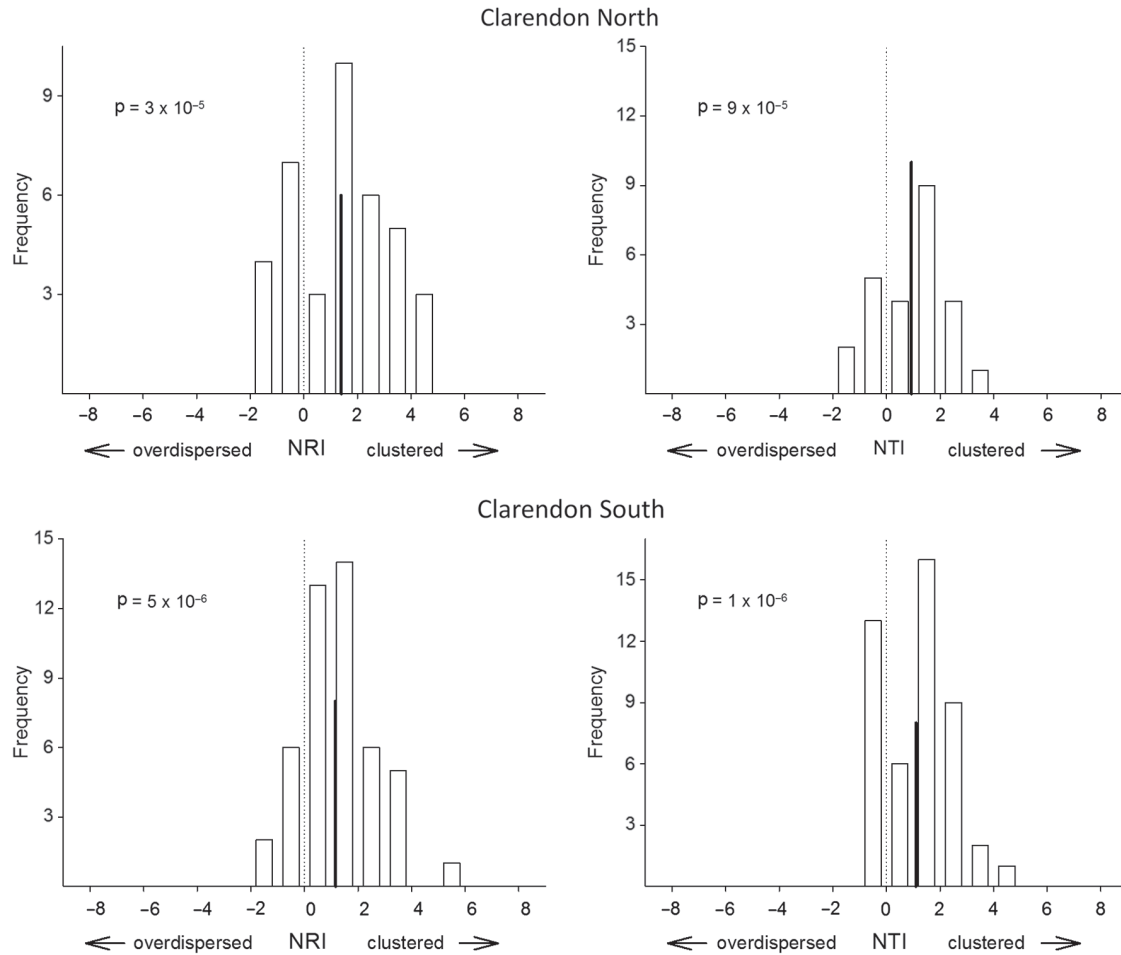 Clarendon North
9
6
3
Frequency
p = 3 x 10⁻⁵
−8 −6 −4 −2 0 2 4 6 8
overdispersed NRI clustered
15
12
9
6
3
Frequency
p = 9 x 10⁻⁵
−8 −6 −4 −2 0 2 4 6 8
overdispersed NTI clustered
Clarendon South
15
12
9
6
3
Frequency
p = 5 x 10⁻⁶
−8 −6 −4 −2 0 2 4 6 8
overdispersed NRI clustered
15
12
9
6
3
Frequency
p = 1 x 10⁻⁶
−8 −6 −4 −2 0 2 4 6 8
overdispersed NTI clustered